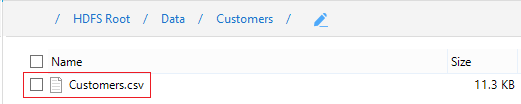 / HDFS Root / Data / Customers /
Name Size
Customers.csv 11.3 KB